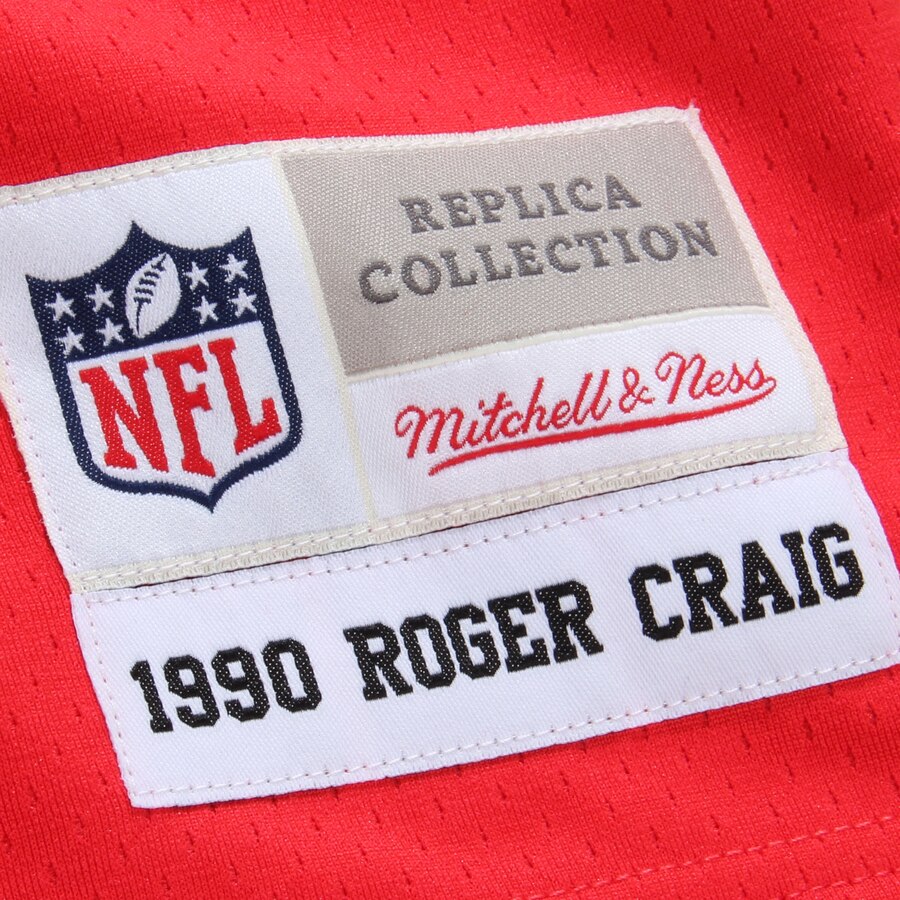 NFL
REPLICA
COLLECTION
Mitchell & Ness
1990 ROGER CRAIG